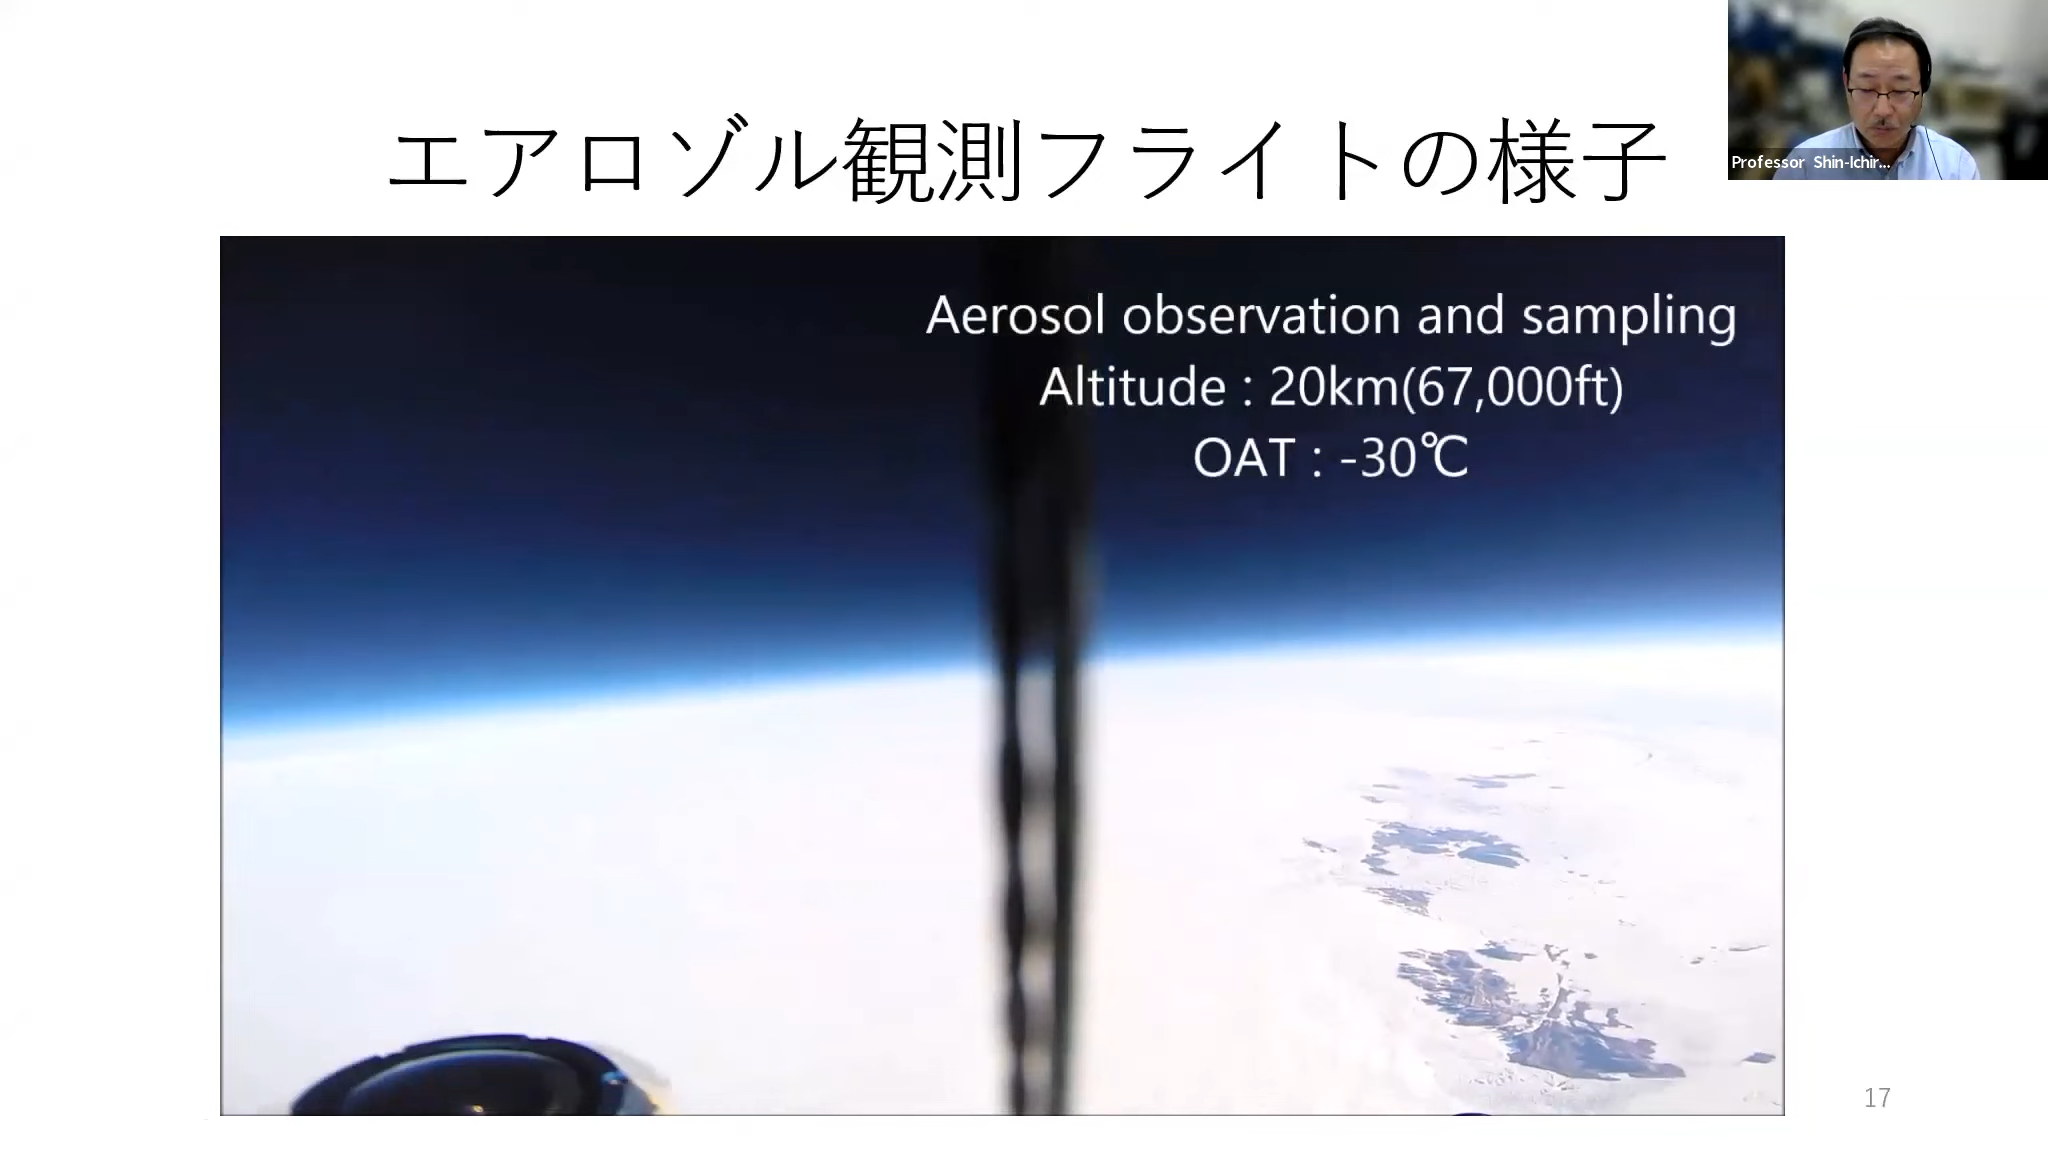 エアロゾル観測フライトの様子
Professor Shin-Ichir...
Aerosol observation and sampling
Altitude : 20km(67,000ft)
OAT : -30℃
17